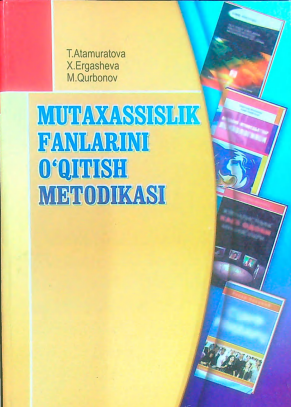 T.Atamuratova
X.Ergasheva
M.Qurbonov
MUTAXASSISLIK
FANLARINI
O‘QITISH
METODIKASI